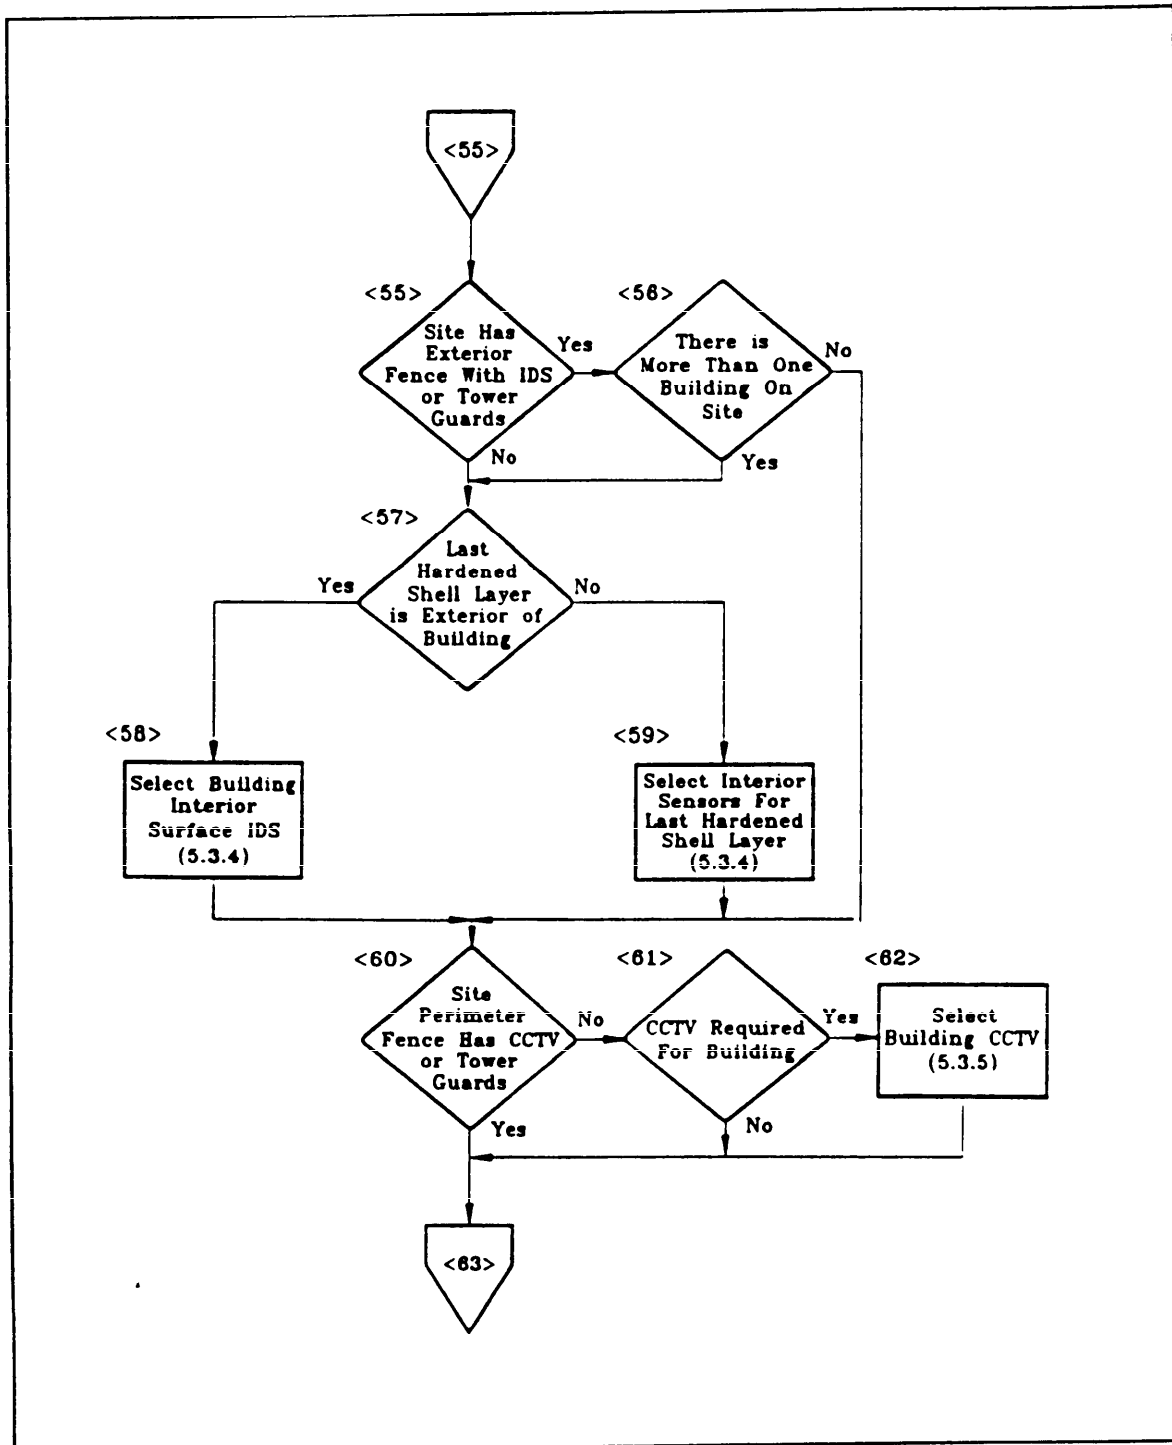 <55>
<55>
Site Has
Exterior
Fence With IDS
or Tower
Guards
Yes
No
<56>
There is
More Than One
Building On
Site
No
Yes
<57>
Last
Hardened
Shell Layer
is Exterior of
Building
Yes
No
<58>
Select Building
Interior
Surface IDS
(5.3.4)
<59>
Select Interior
Sensors For
Last Hardened
Shell Layer
(5.3.4)
<60>
Site
Perimeter
Fence Has CCTV
or Tower
Guards
No
Yes
<61>
CCTV Required
For Building
Yes
No
<62>
Select
Building CCTV
(5.3.5)
<63>